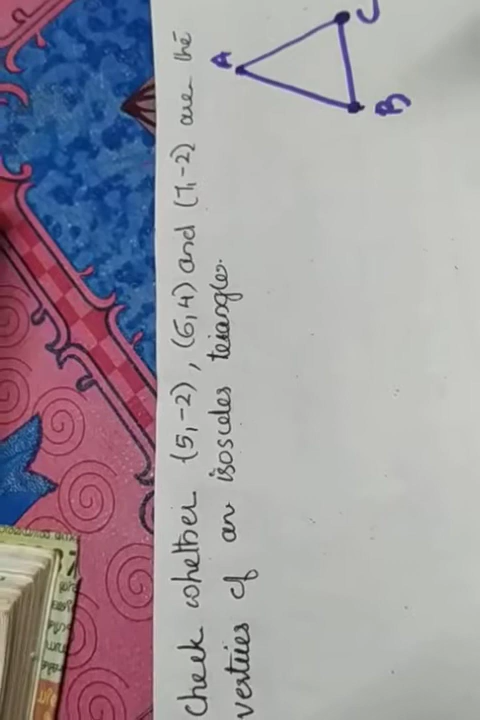 Check whether (5,-2), (6,4) and (7,-2) are the
vertices of an isosceles triangle.
A
B
C